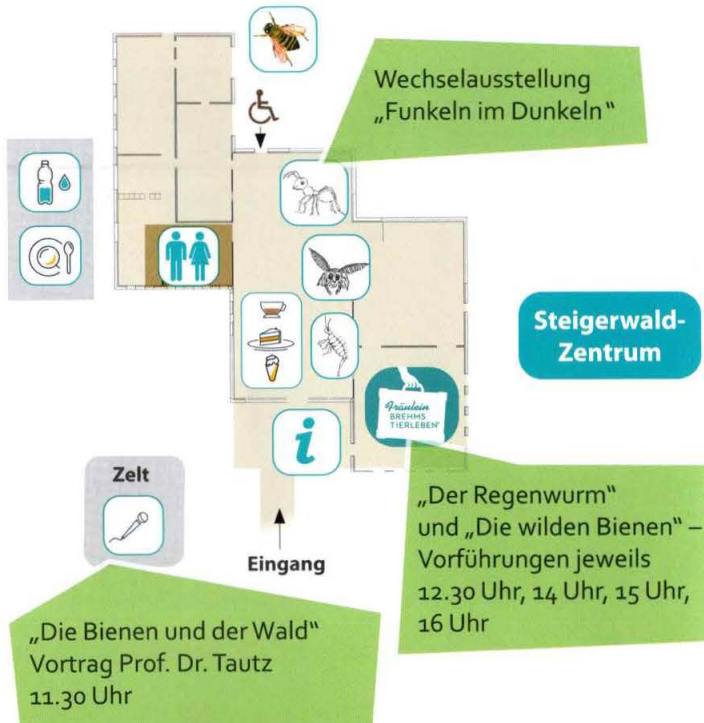 Wechselausstellung
„Funkeln im Dunkeln“
Steigerwald-
Zentrum
i
Fräulein
BREHMS
TIERLEBEN
Zelt
Eingang
„Der Regenwurm“
und „Die wilden Bienen“ –
Vorführungen jeweils
12.30 Uhr, 14 Uhr, 15 Uhr,
16 Uhr
„Die Bienen und der Wald“
Vortrag Prof. Dr. Tautz
11.30 Uhr